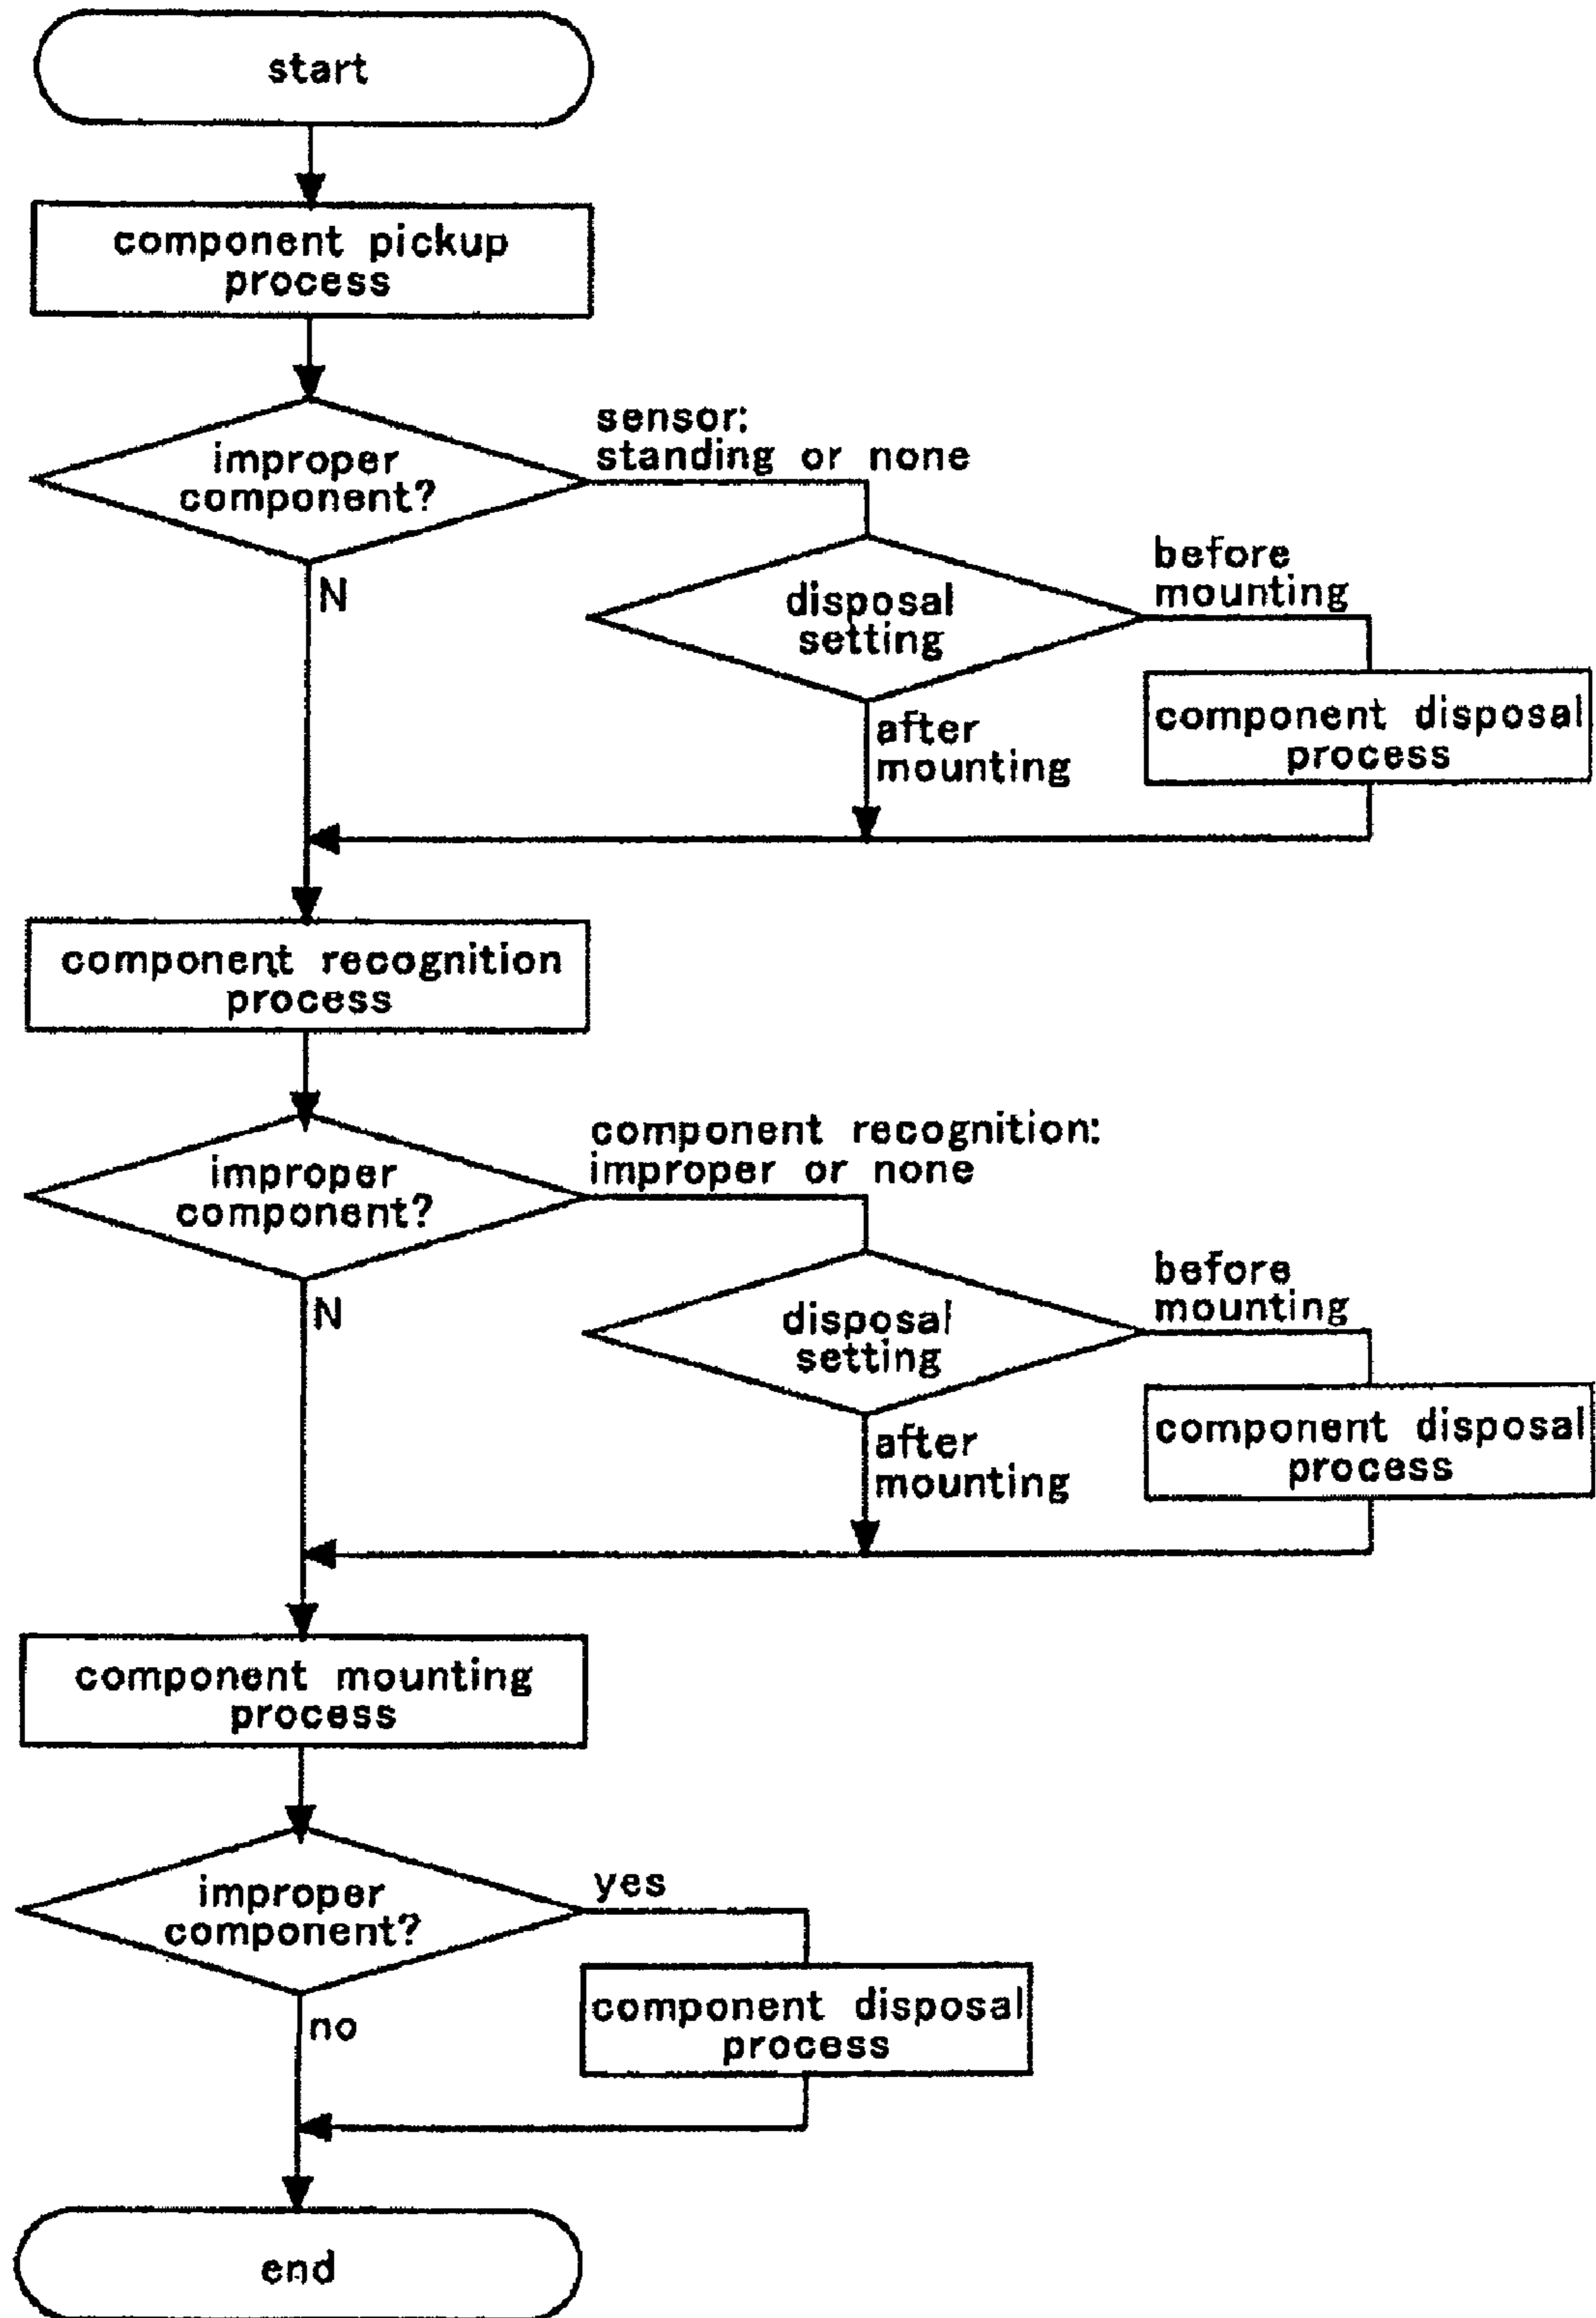 start
component pickup
process
improper
component?
sensor:
standing or none
N
disposal
setting
before
mounting
after
mounting
component disposal
process
component recognition
process
improper
component?
component recognition:
improper or none
N
disposal
setting
before
mounting
after
mounting
component disposal
process
component mounting
process
improper
component?
yes
no
component disposal
process
end